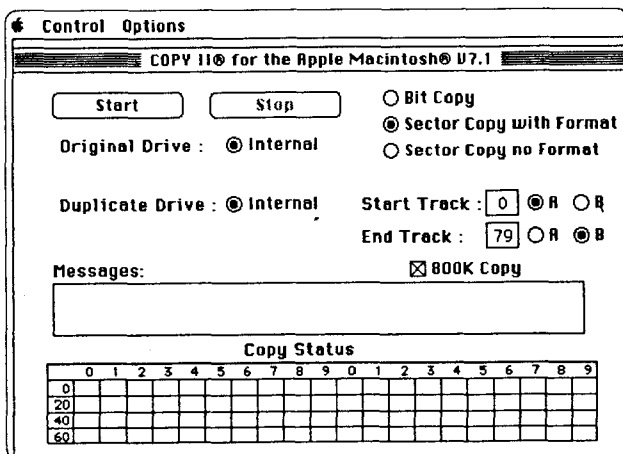 Control Options
COPY II® for the Apple Macintosh® V7.1
Start Stop
Bit Copy
Sector Copy with Format
Sector Copy no Format
Original Drive : Internal
Duplicate Drive : Internal
Start Track : 0 A B
End Track : 79 A B
Messages: 800K Copy
Copy Status
0 1 2 3 4 5 6 7 8 9 0 1 2 3 4 5 6 7 8 9
0
20
40
60